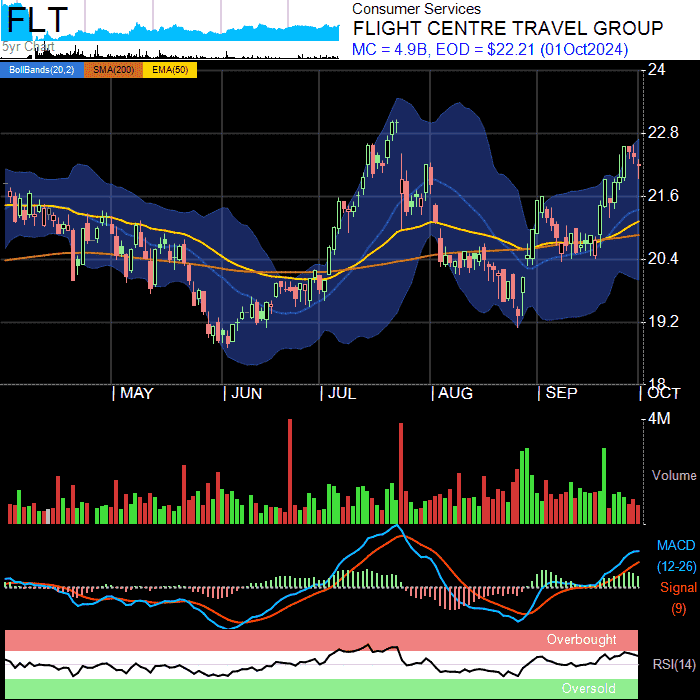 FLT
5yr Chart
Consumer Services
FLIGHT CENTRE TRAVEL GROUP
MC = 4.9B, EOD = $22.21 (01Oct2024)
BollBands(20,2) SMA(200) EMA(50)
24
22.8
21.6
20.4
19.2
18
| MAY | JUN | JUL | AUG | SEP | OCT
4M
Volume
MACD
(12-26)
Signal
(9)
Overbought
RSI(14)
Oversold